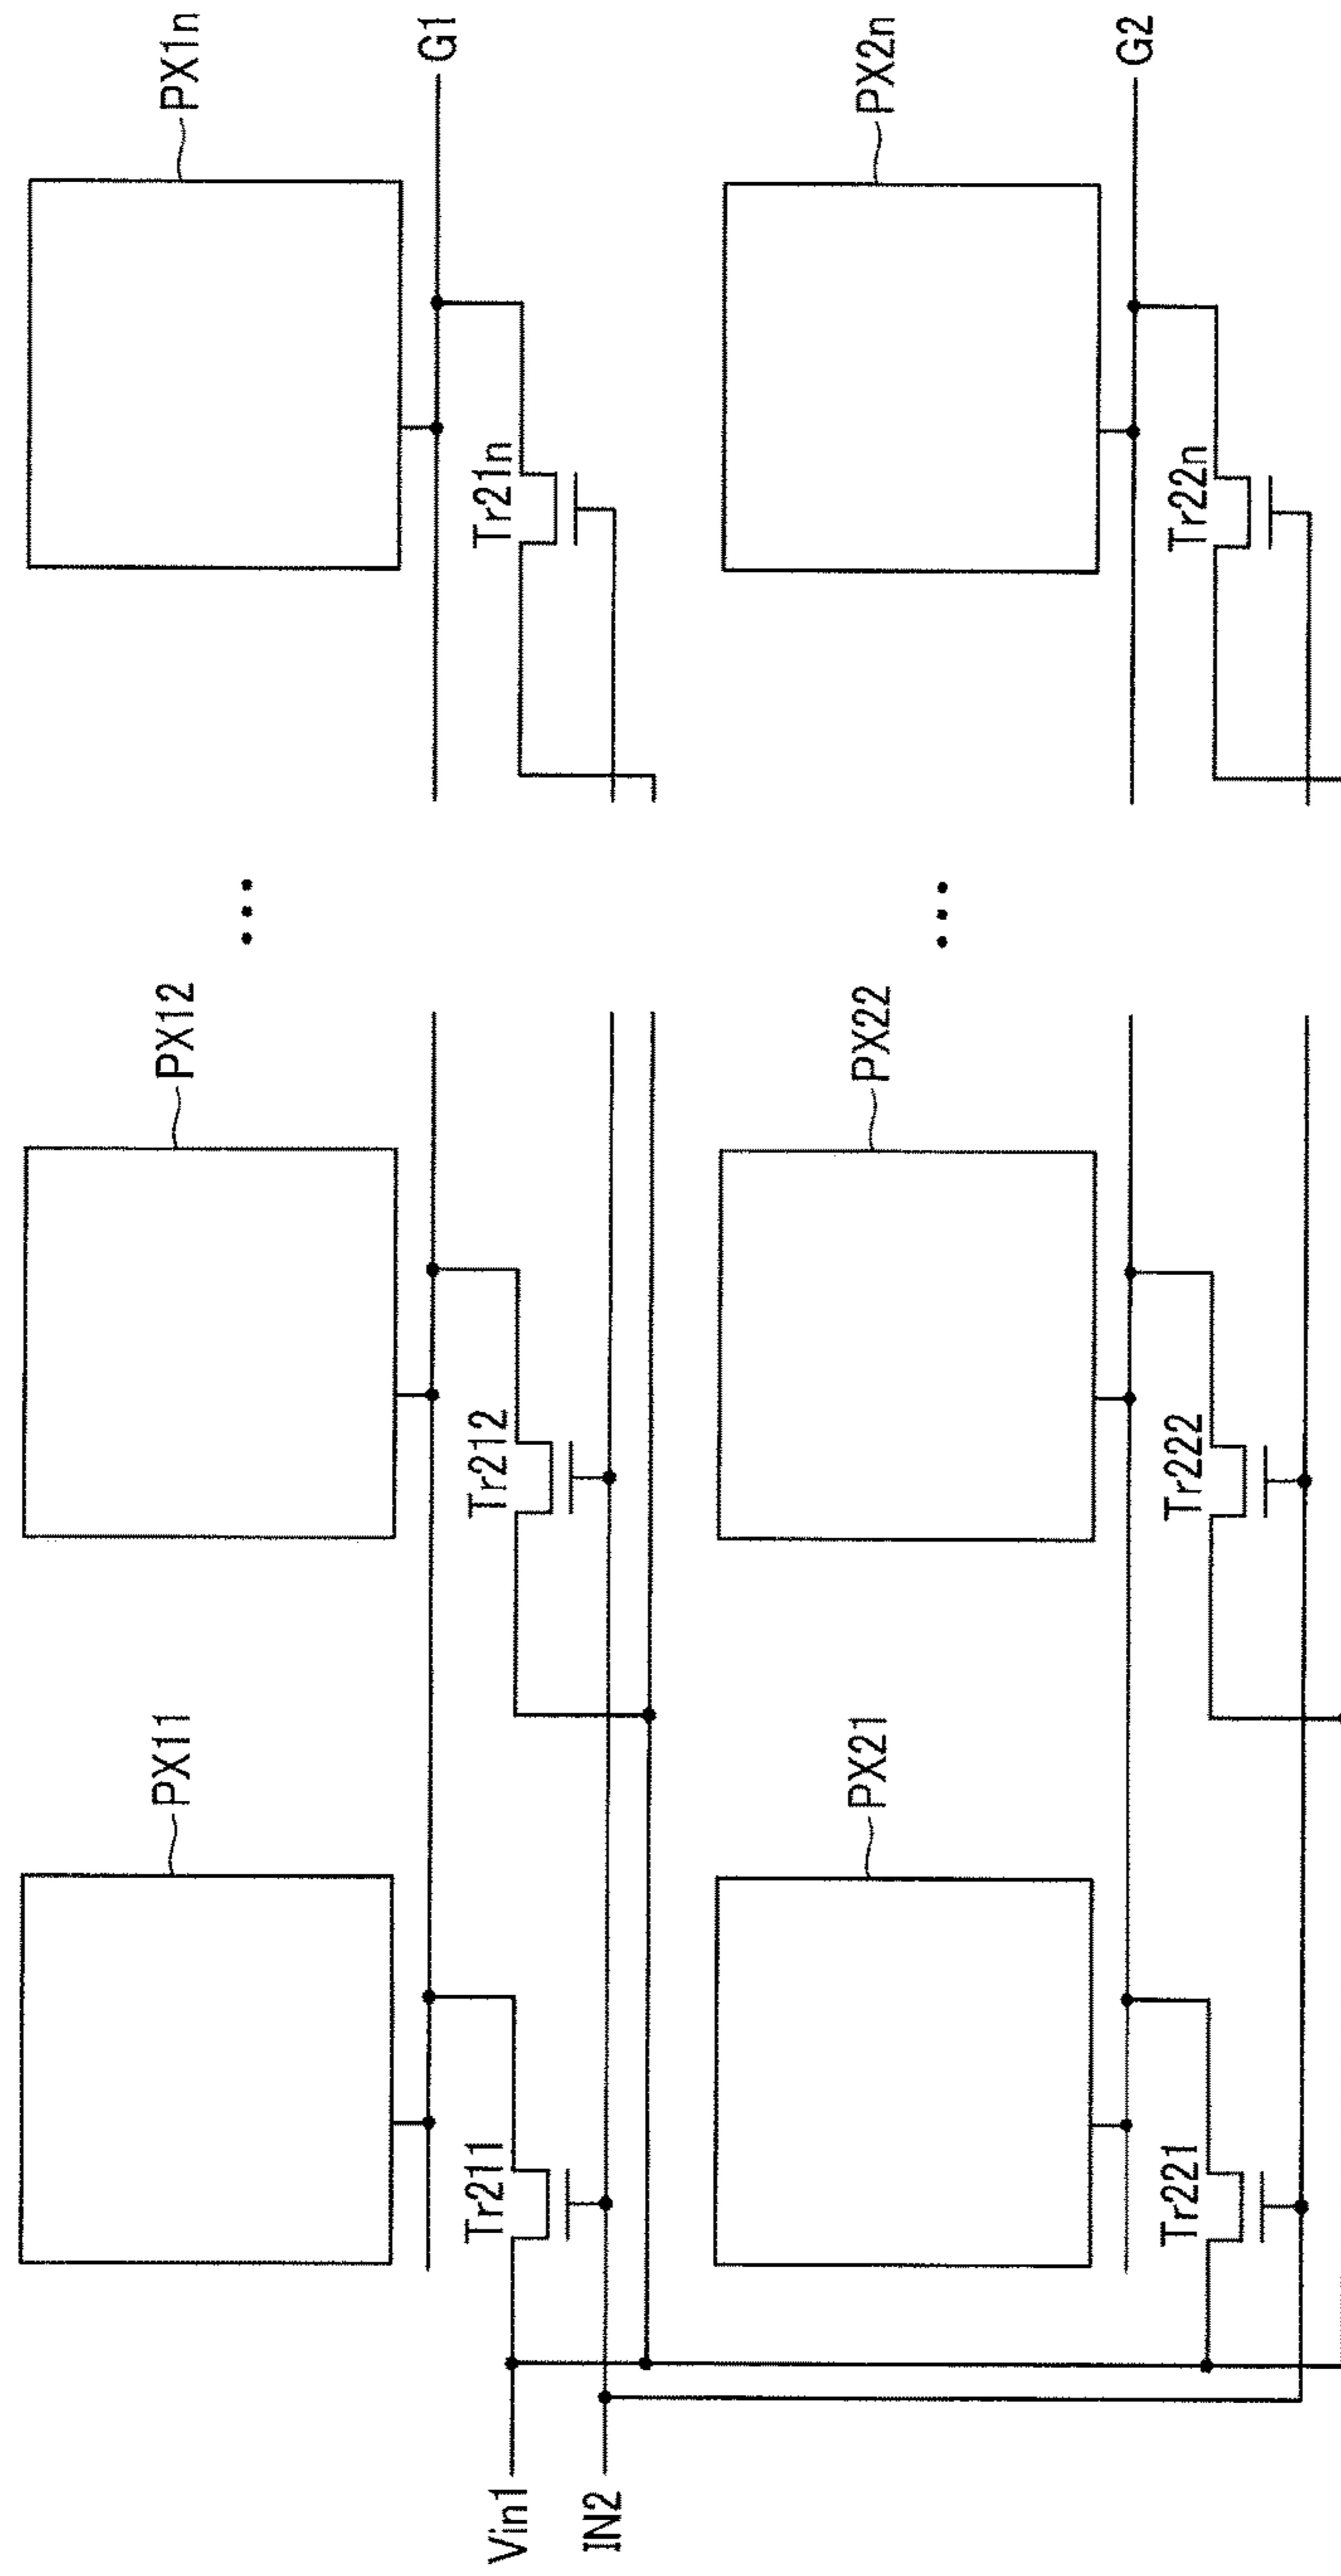 PX11
PX12
PX1n
G1
Tr211
Tr212
Tr21n
Vin1
IN2
PX21
PX22
PX2n
G2
Tr221
Tr222
Tr22n